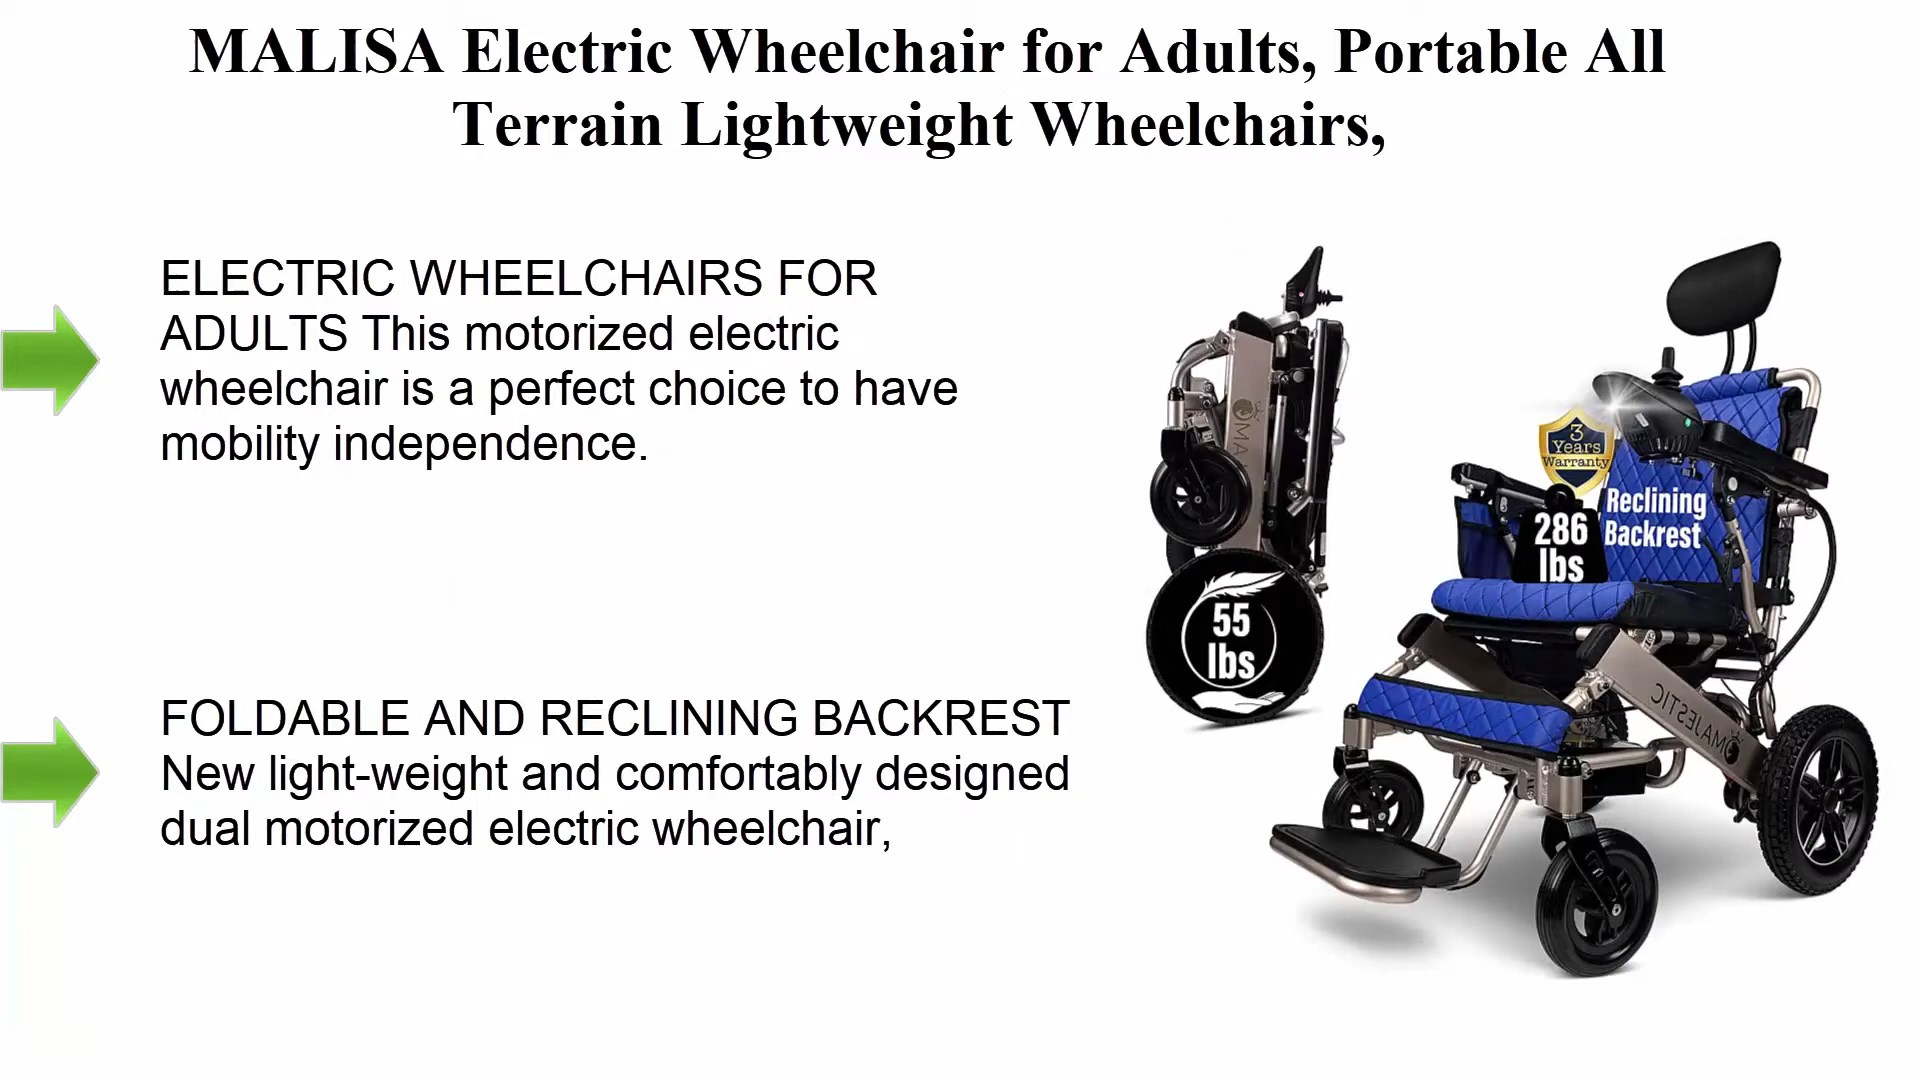 MALISA Electric Wheelchair for Adults, Portable All
Terrain Lightweight Wheelchairs,
ELECTRIC WHEELCHAIRS FOR
ADULTS This motorized electric
wheelchair is a perfect choice to have
mobility independence.
FOLDABLE AND RECLINING BACKREST
New light-weight and comfortably designed
dual motorized electric wheelchair,
MA
55
lbs
3
Years
Warranty
286
lbs
Reclining
Backrest
MAJESTIC